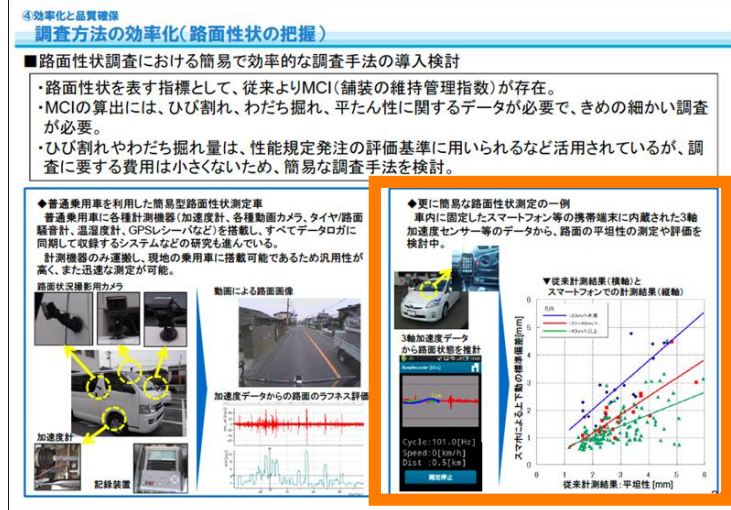 ④効率化と品質確保
調査方法の効率化(路面性状の把握)
■路面性状調査における簡易で効率的な調査手法の導入検討
・路面性状を表す指標として、従来よりMCI(舗装の維持管理指数)が存在。
・MCIの算出には、ひび割れ、わだち掘れ、平たん性に関するデータが必要で、きめの細かい調査
が必要。
・ひび割れやわだち掘れ量は、性能規定発注の評価基準に用いられるなど活用されているが、調
査に要する費用は小さくないため、簡易な調査手法を検討。
◆普通乗用車を利用した簡易型路面性状測定車
普通乗用車に各種計測機器(加速度計、各種動画カメラ、タイヤ/路面
騒音計、温湿度計、GPSレシーバなど)を搭載し、すべてデータロガに
同期して収録するシステムなどの研究も進んでいる。
計測機器のみ運搬し、現地の乗用車に搭載可能であるため汎用性が
高く、また迅速な測定が可能。
路面状況撮影用カメラ
動画による路面画像
加速度データからの路面のラフネス評価
加速度計
記録装置
◆更に簡易な路面性状測定の一例
車内に固定したスマートフォン等の携帯端末に内蔵された3軸
加速度センサー等のデータから、路面の平坦性の測定や評価を
検討中。
3軸加速度データ
から路面状態を推計
Cycle:101.0[Hz]
Speed:0[km/h]
Dist :0.5[km]
開始停止
▼従来計測結果(横軸)と
スマートフォンでの計測結果(縦軸)
スマホによる上下動の標準偏差[mm]
凡例
6
5
4
3
2
1
0
0 1 2 3 4 5 6
従来計測結果:平坦性[mm]